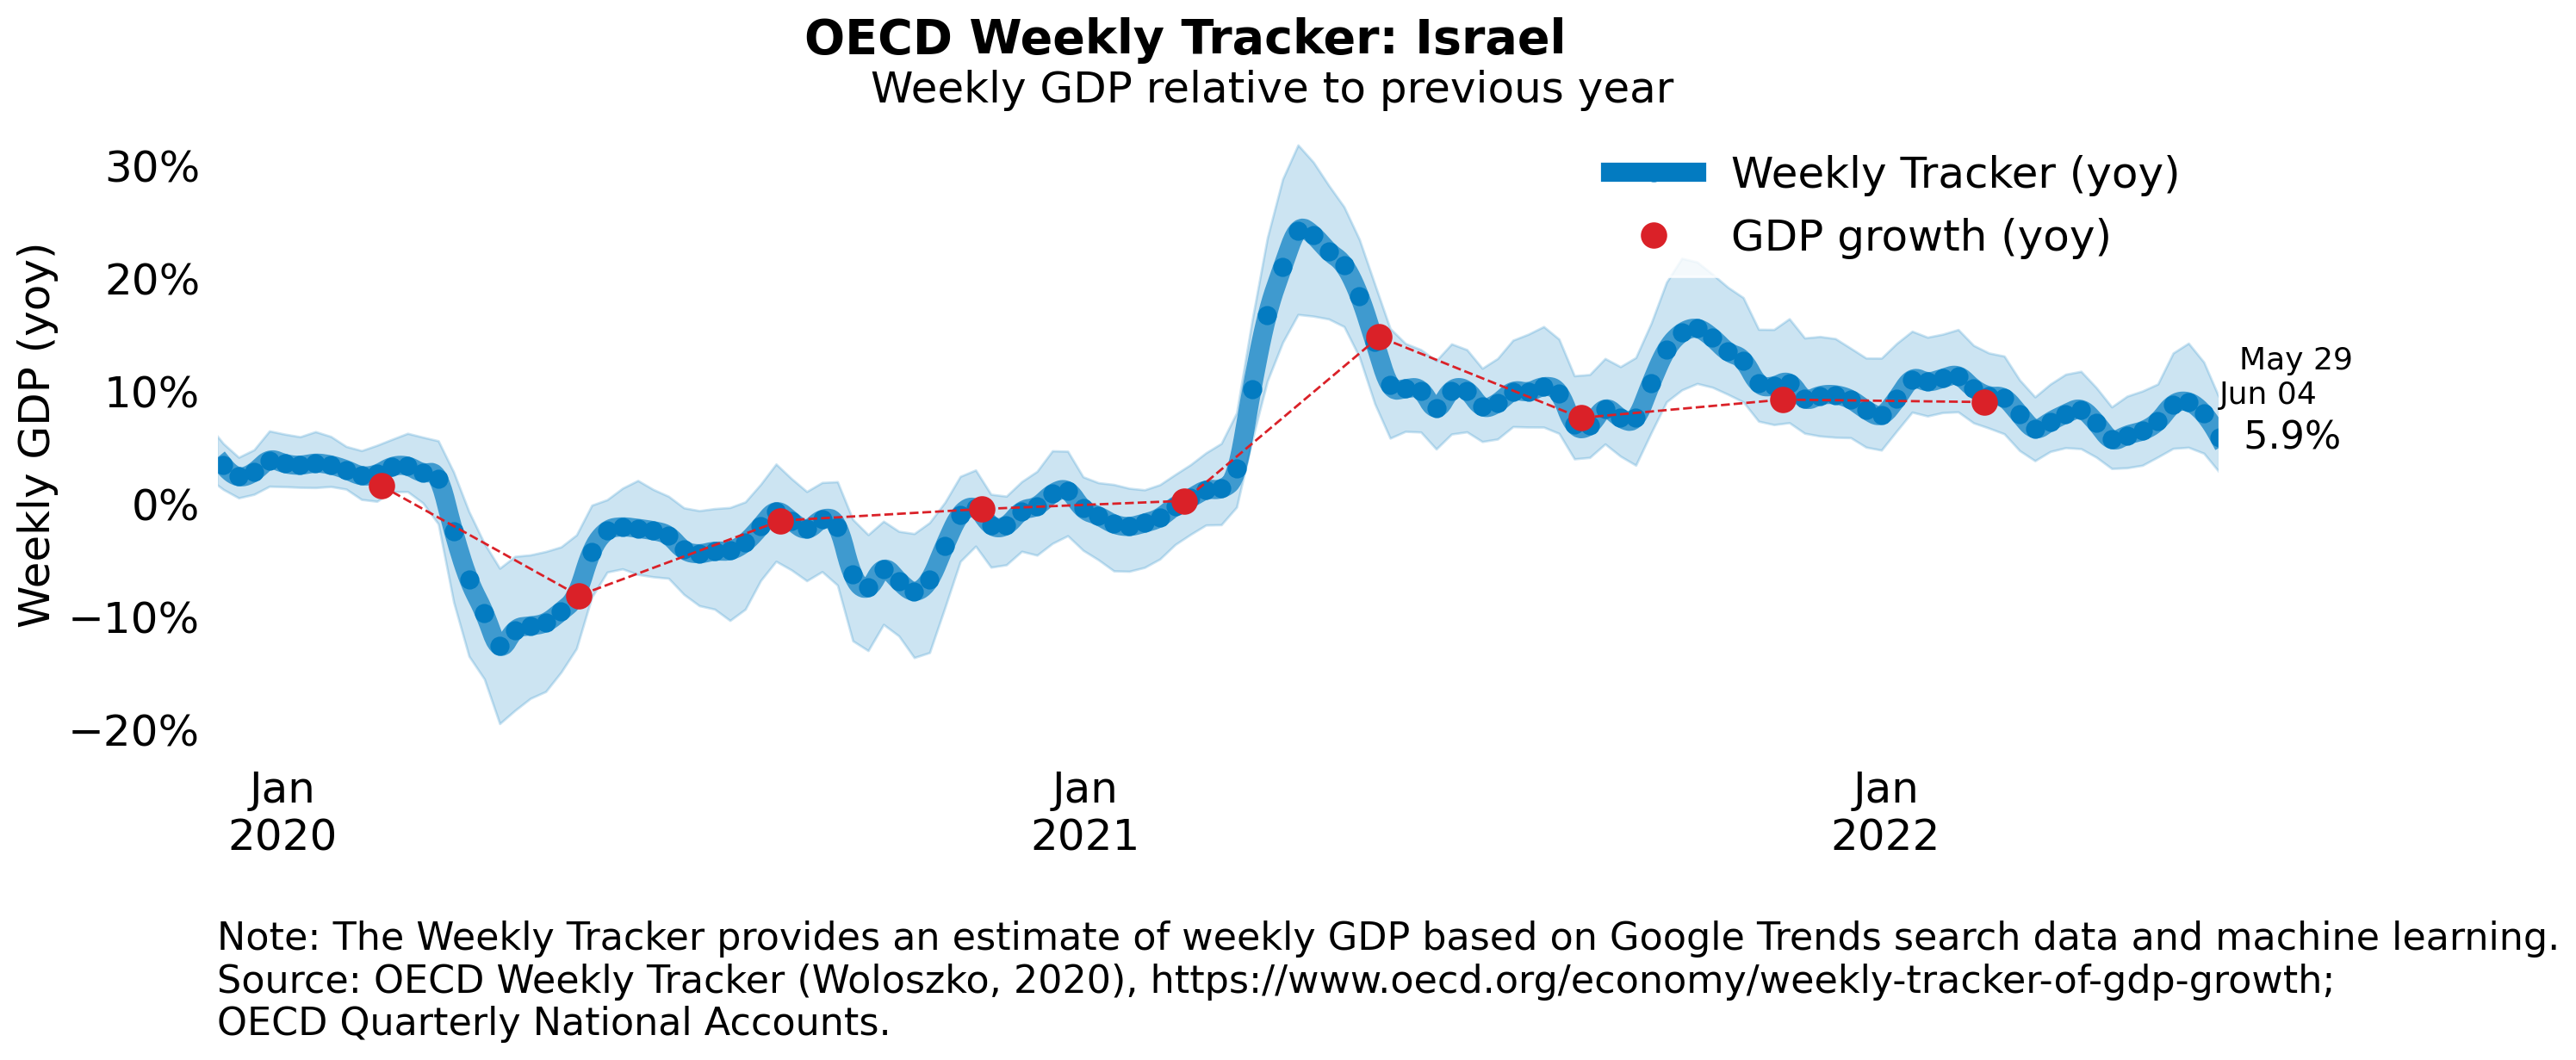 OECD Weekly Tracker: Israel
Weekly GDP relative to previous year
Weekly GDP (yoy)
30%
20%
10%
0%
−10%
−20%
Weekly Tracker (yoy)
GDP growth (yoy)
May 29
Jun 04
5.9%
Jan
2020
Jan
2021
Jan
2022
Note: The Weekly Tracker provides an estimate of weekly GDP based on Google Trends search data and machine learning.
Source: OECD Weekly Tracker (Woloszko, 2020), https://www.oecd.org/economy/weekly-tracker-of-gdp-growth;
OECD Quarterly National Accounts.